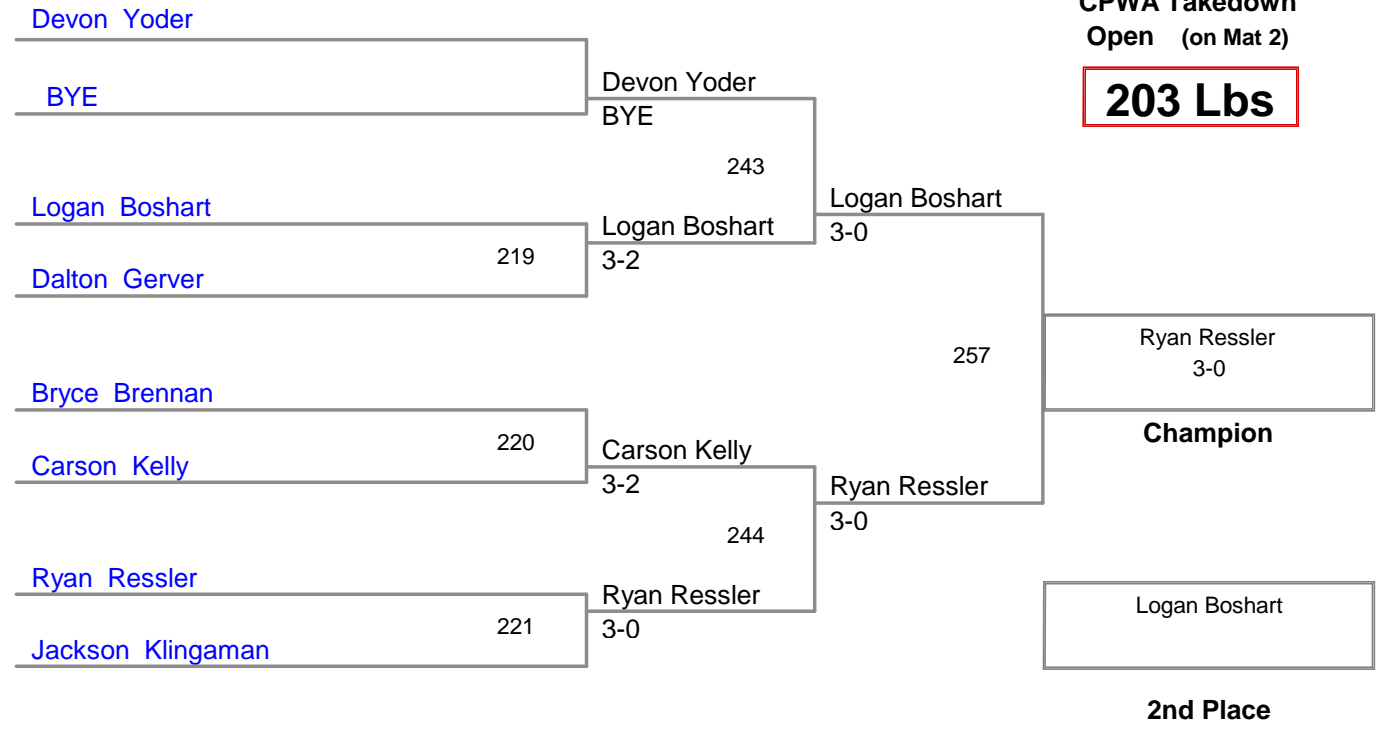 CPWA Takedown
Open (on Mat 2)
203 Lbs
Devon Yoder
BYE
Logan Boshart
219
Dalton Gerver
Bryce Brennan
220
Carson Kelly
Ryan Ressler
221
Jackson Klingaman
Devon Yoder
BYE
243
Logan Boshart
3-2
Carson Kelly
3-2
244
Ryan Ressler
3-0
Logan Boshart
3-0
257
Ryan Ressler
3-0
Ryan Ressler
3-0
Champion
Logan Boshart
2nd Place